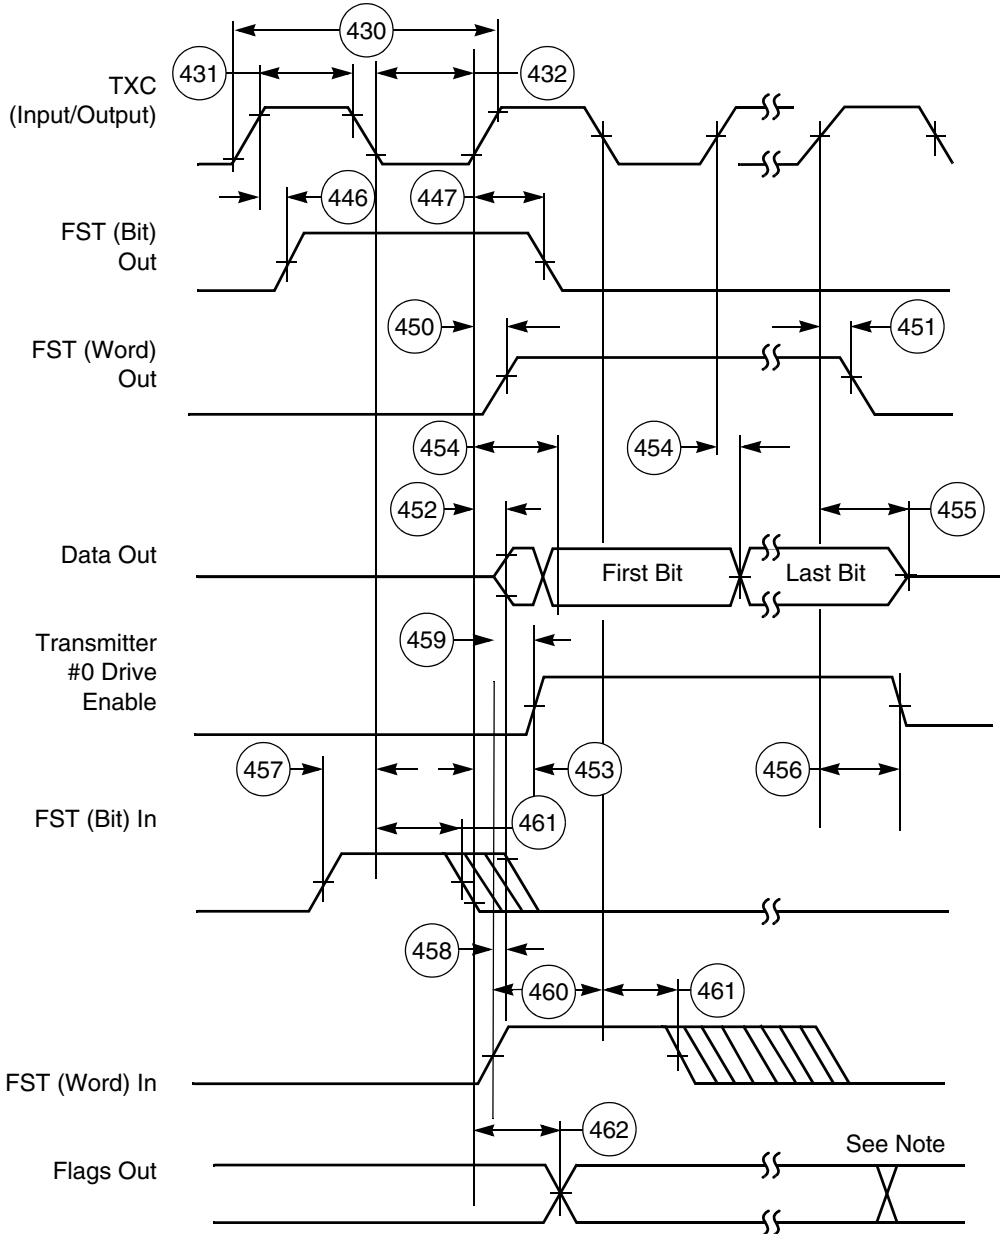 430
431
432
TXC
(Input/Output)
446
447
FST (Bit)
Out
450
451
FST (Word)
Out
454
454
452
455
Data Out
First Bit
Last Bit
459
Transmitter
#0 Drive
Enable
457
453
456
FST (Bit) In
461
458
460
461
FST (Word) In
462
See Note
Flags Out